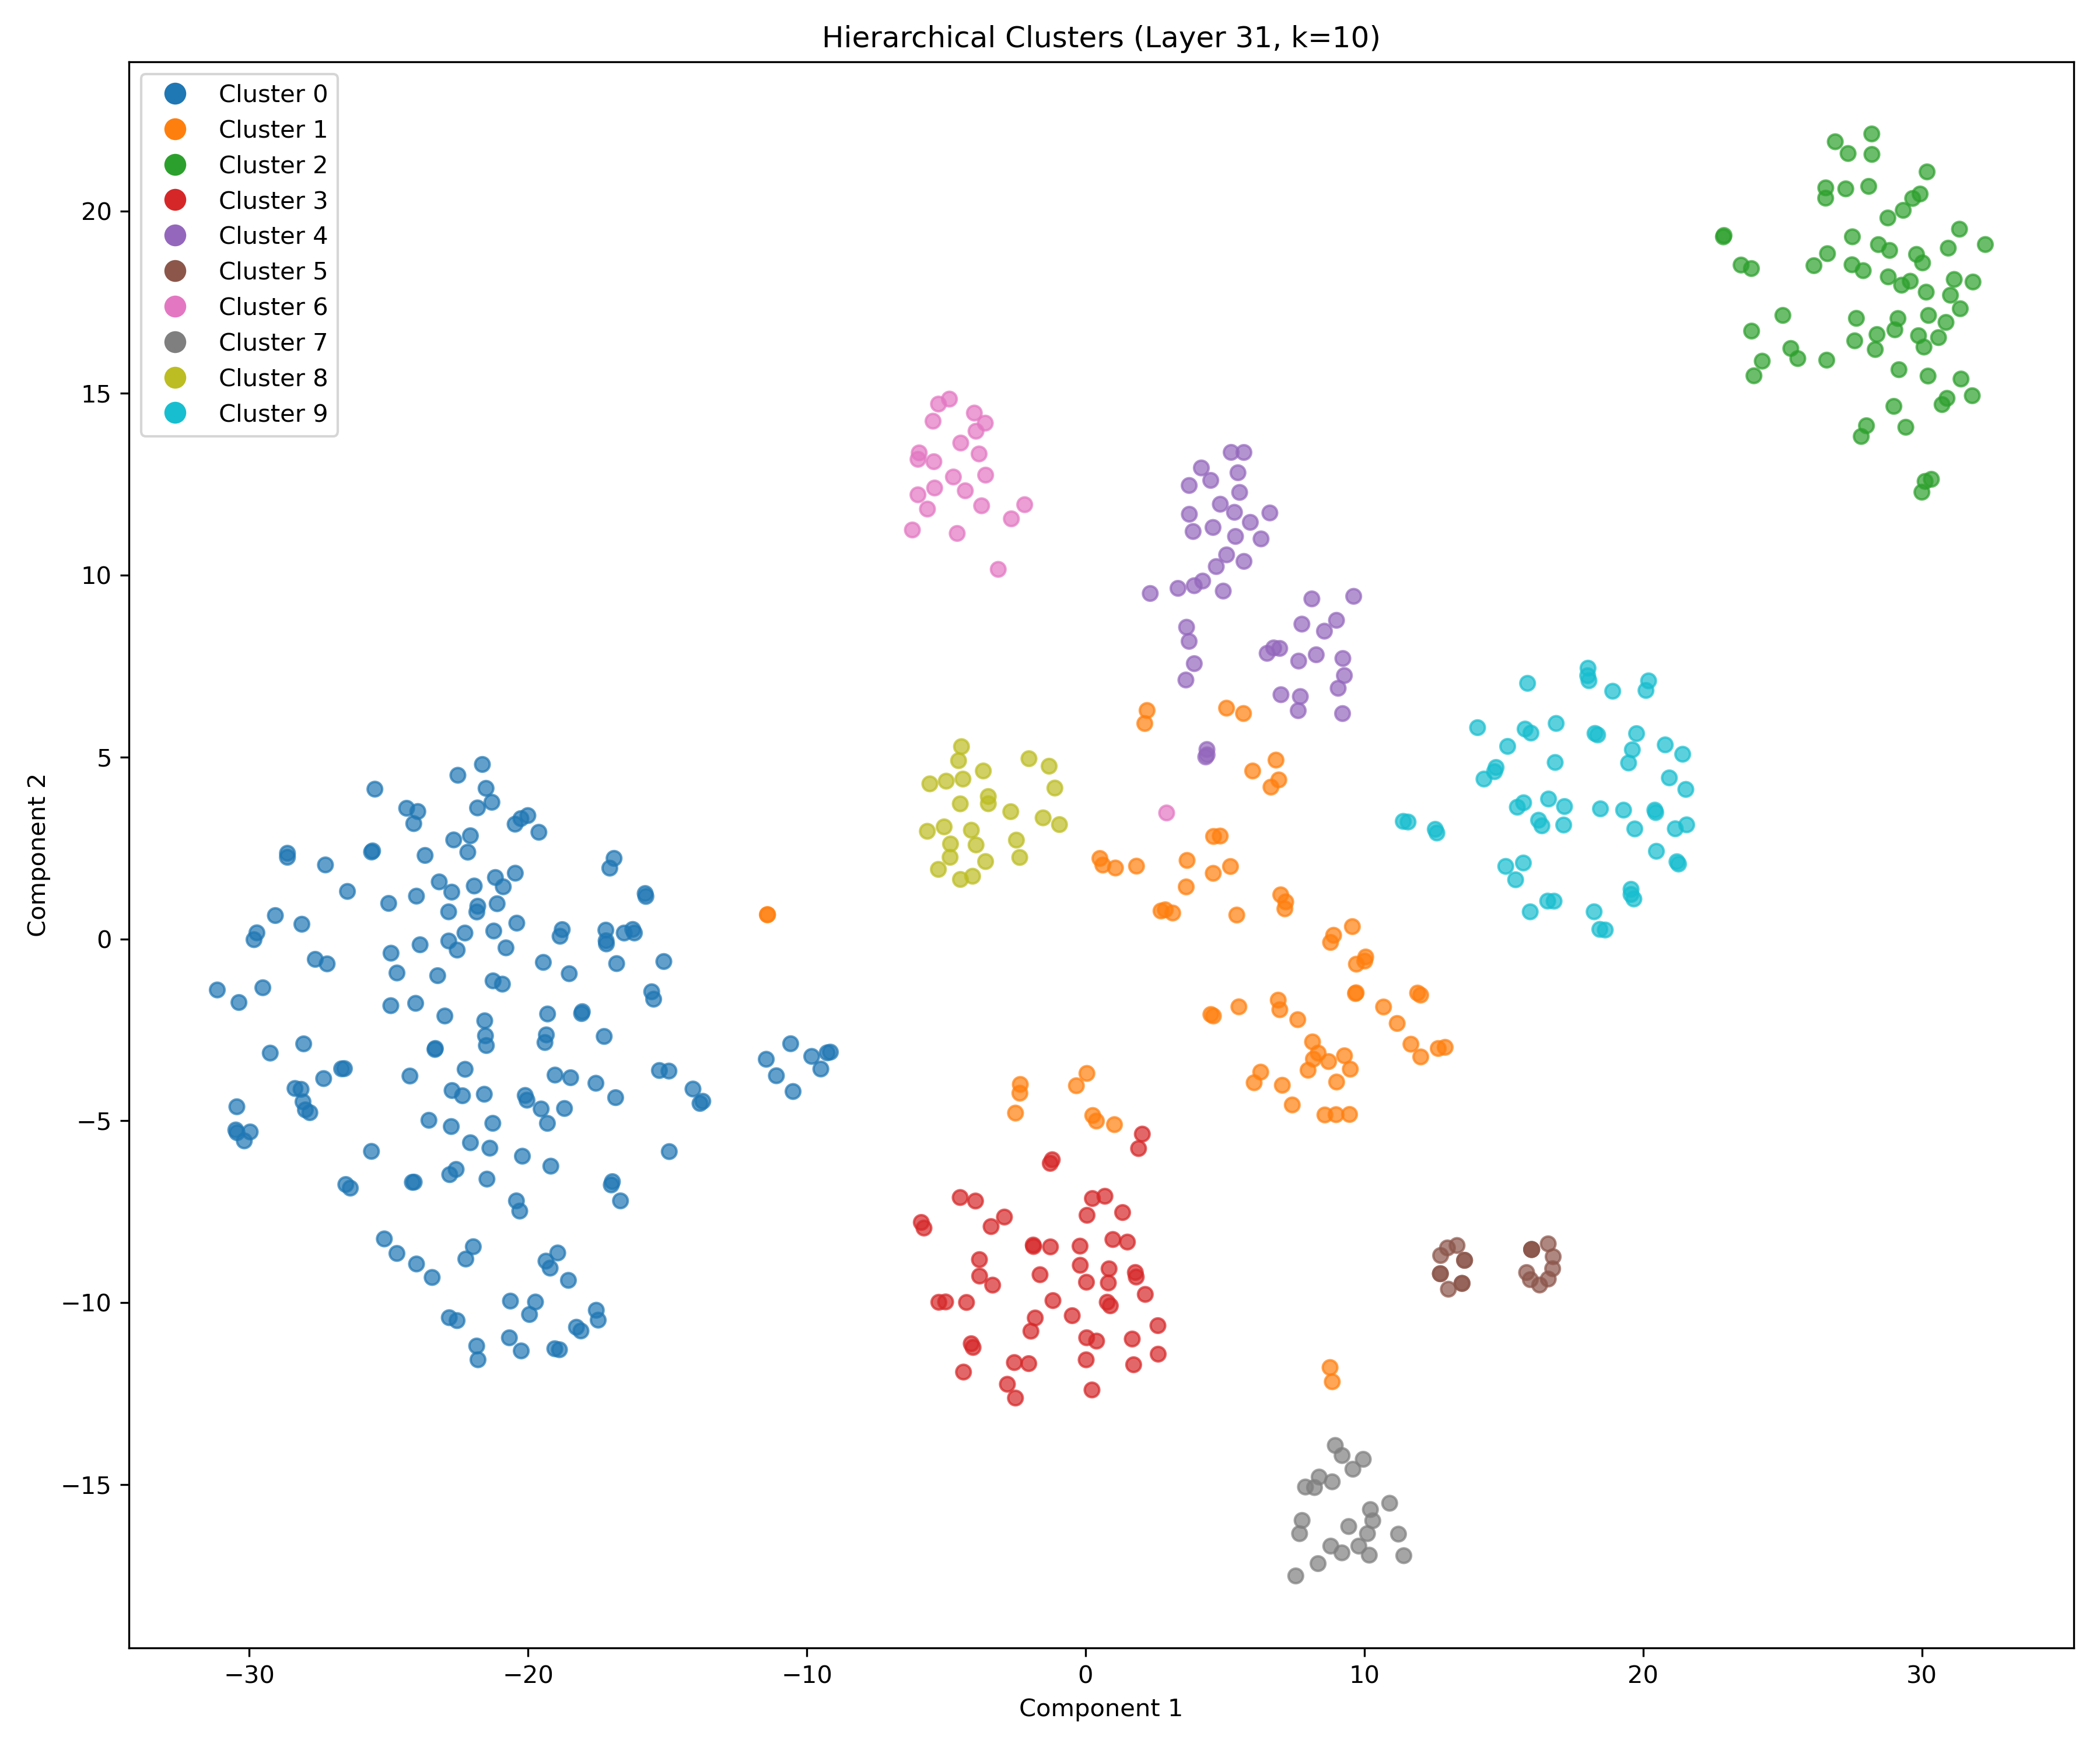 Hierarchical Clusters (Layer 31, k=10)
Cluster 0
Cluster 1
Cluster 2
Cluster 3
Cluster 4
Cluster 5
Cluster 6
Cluster 7
Cluster 8
Cluster 9
20
15
10
5
0
−5
−10
−15
Component 2
−30 −20 −10 0 10 20 30
Component 1